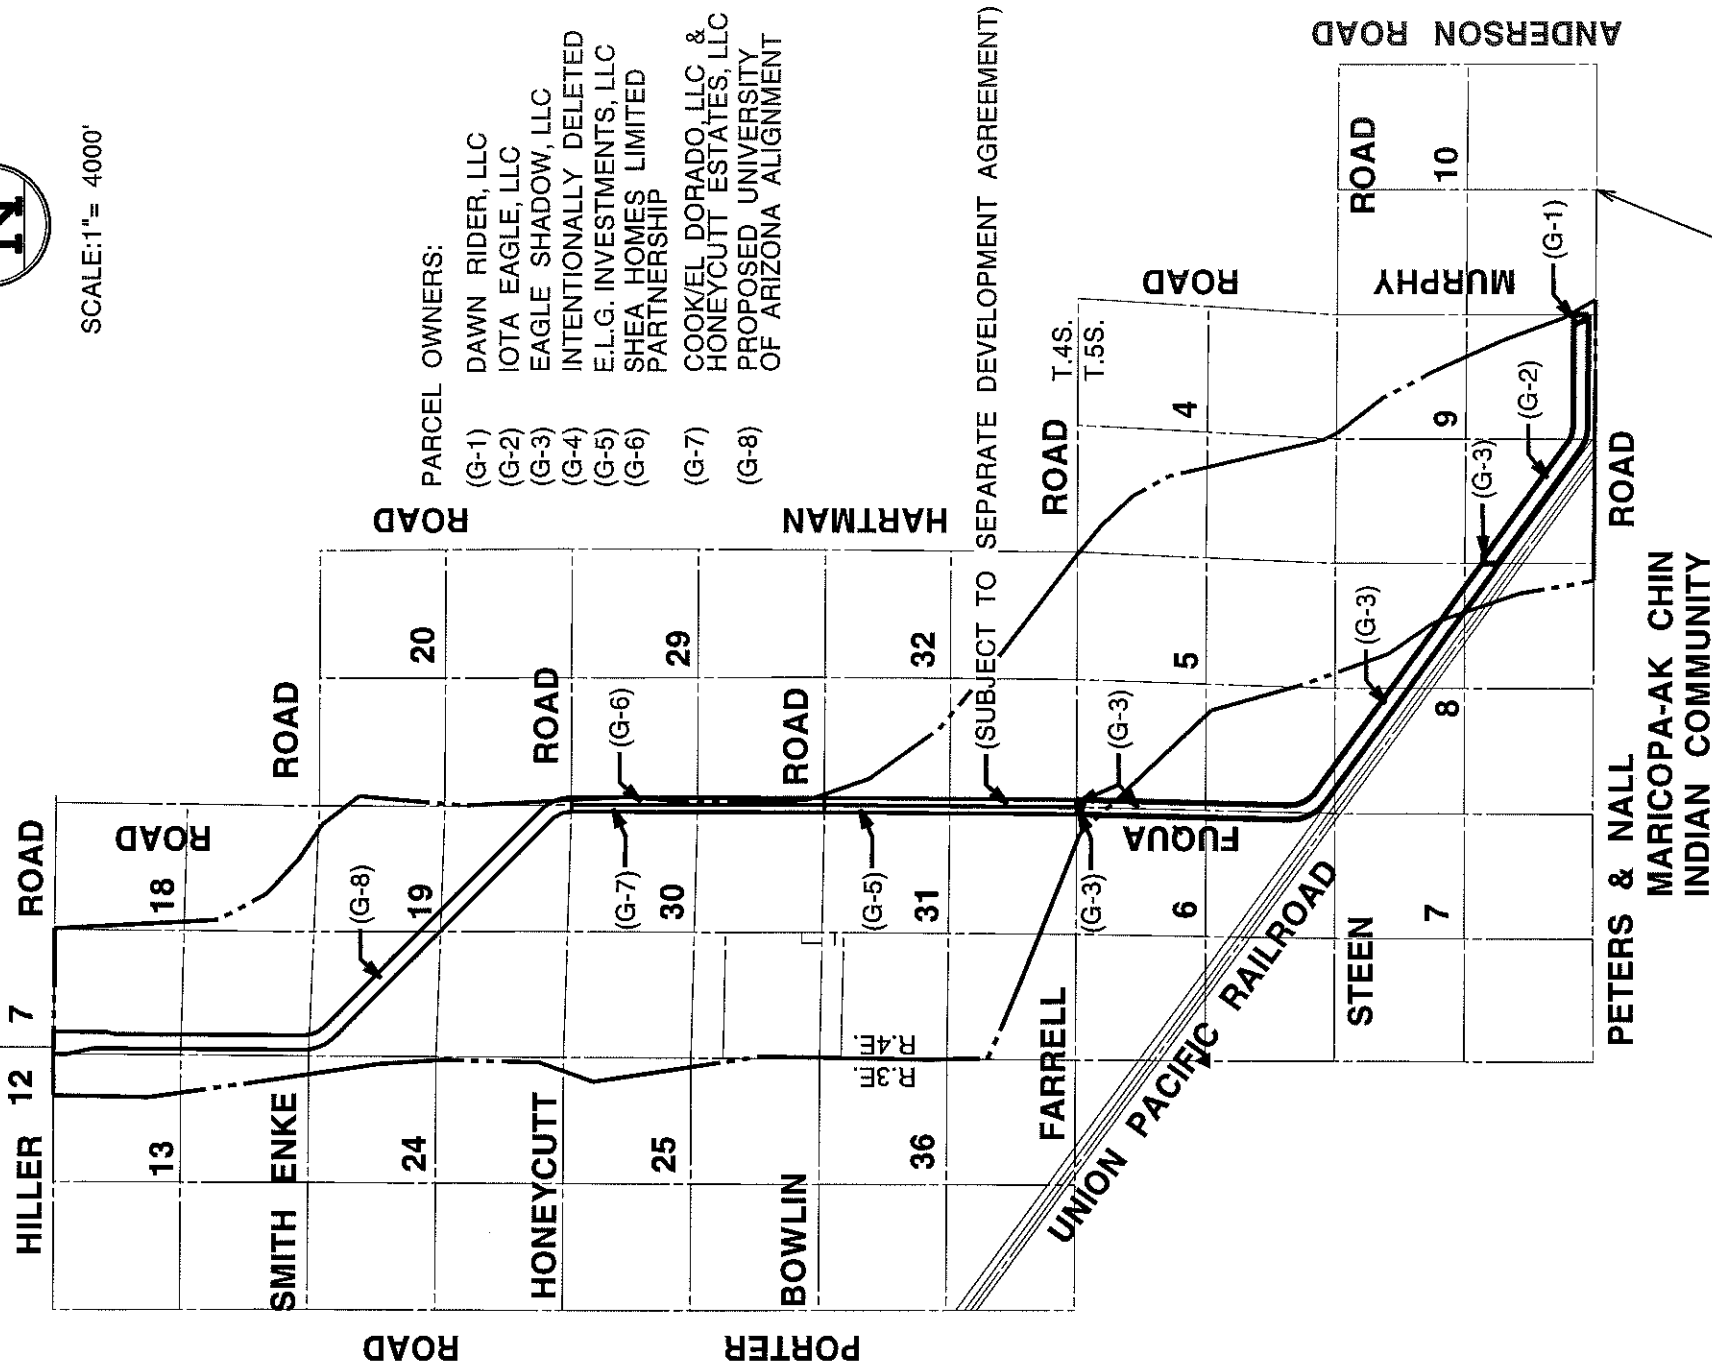 N
SCALE:1"= 4000'
PARCEL OWNERS:
(G-1) DAWN RIDER, LLC
(G-2) IOTA EAGLE, LLC
(G-3) EAGLE SHADOW, LLC
(G-4) INTENTIONALLY DELETED
(G-5) E.L.G. INVESTMENTS, LLC
(G-6) SHEA HOMES LIMITED
PARTNERSHIP
(G-7) COOK/EL DORADO, LLC &
HONEYCUTT ESTATES, LLC
(G-8) PROPOSED UNIVERSITY
OF ARIZONA ALIGNMENT
HILLER 12 7 ROAD
13
18
ROAD
SMITH ENKE
ROAD
(G-8)
24
19
20
ROAD
HONEYCUTT
ROAD
(G-7)
(G-6)
25
30
29
BOWLIN
ROAD
HARTMAN
(G-5)
R.3E. R.4E.
36
31
32
(SUBJECT TO SEPARATE DEVELOPMENT AGREEMENT)
FARRELL
ROAD
T.4S.
T.5S.
(G-3)
(G-3)
FUQUA
6
5
4
ROAD
UNION PACIFIC RAILROAD
STEEN
ROAD
(G-3)
7
8
9
10
MURPHY
(G-3)
(G-2)
(G-1)
PETERS & NALL
ROAD
MARICOPA-AK CHIN
INDIAN COMMUNITY
PORTER
ROAD
ANDERSON ROAD